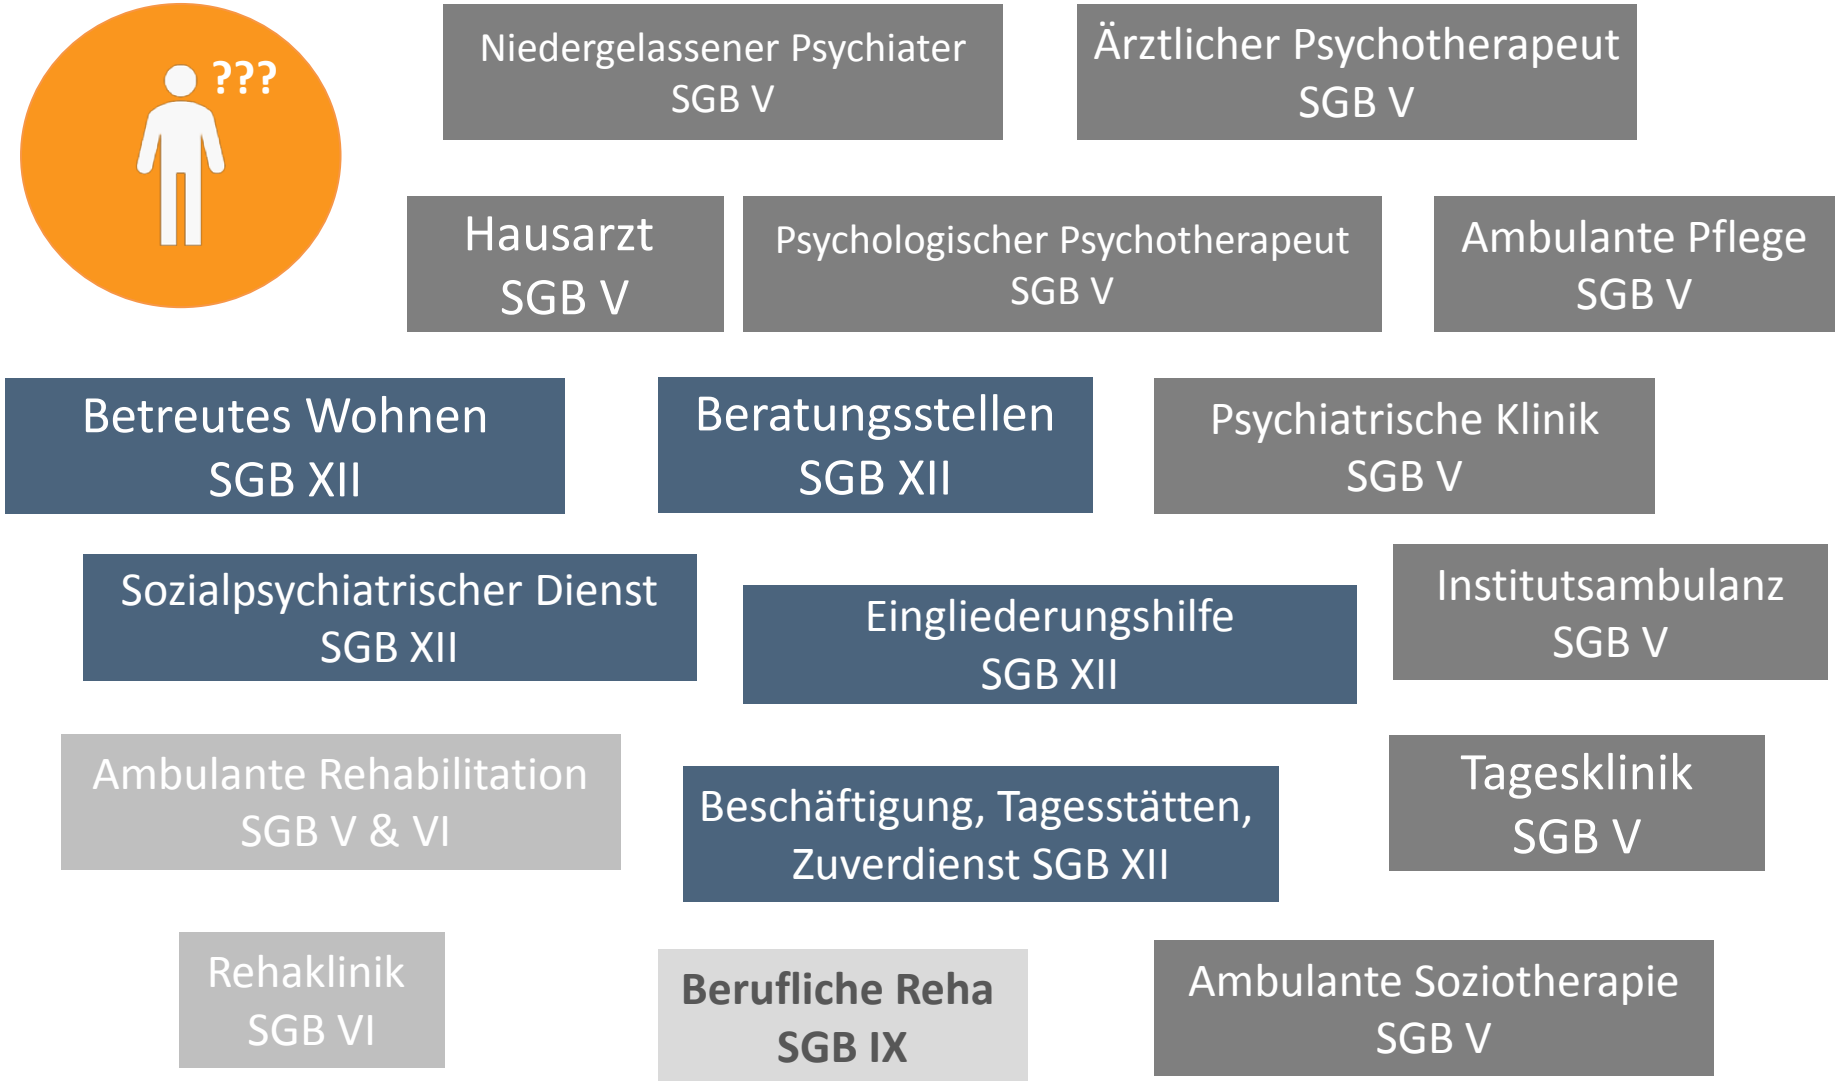 ???
Niedergelassener Psychiater
SGB V
Ärztlicher Psychotherapeut
SGB V
Hausarzt
SGB V
Psychologischer Psychotherapeut
SGB V
Ambulante Pflege
SGB V
Betreutes Wohnen
SGB XII
Beratungsstellen
SGB XII
Psychiatrische Klinik
SGB V
Sozialpsychiatrischer Dienst
SGB XII
Eingliederungshilfe
SGB XII
Institutsambulanz
SGB V
Ambulante Rehabilitation
SGB V & VI
Beschäftigung, Tagesstätten,
Zuverdienst SGB XII
Tagesklinik
SGB V
Rehaklinik
SGB VI
Berufliche Reha
SGB IX
Ambulante Soziotherapie
SGB V